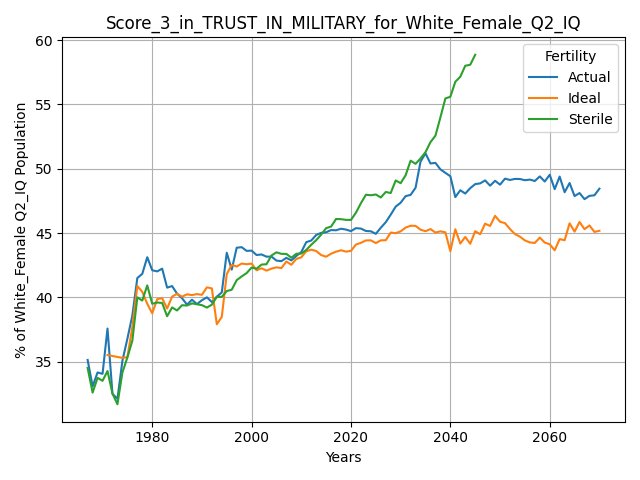 Score_3_in_TRUST_IN_MILITARY_for_White_Female_Q2_IQ
60
55
50
45
40
35
% of White_Female Q2_IQ Population
1980
2000
2020
2040
2060
Years
Fertility
Actual
Ideal
Sterile